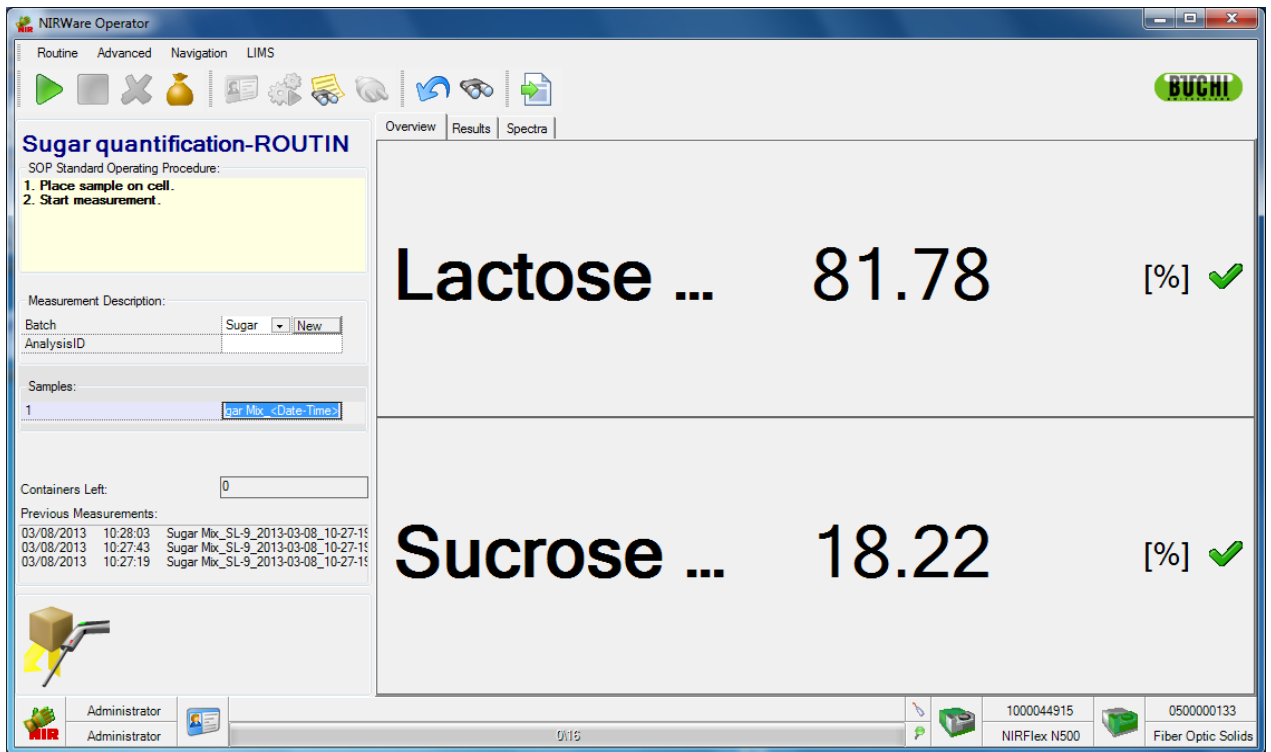 NIRWare Operator
Routine Advanced Navigation LIMS
BUCHI
Sugar quantification-ROUTIN
SOP Standard Operating Procedure:
1. Place sample on cell.
2. Start measurement.
Measurement Description:
Batch Sugar New
AnalysisID
Samples:
1 gar Mix_<Date-Time>
Containers Left: 0
Previous Measurements:
03/08/2013 10:28:03 Sugar Mix_SL-9_2013-03-08_10-27-19
03/08/2013 10:27:43 Sugar Mix_SL-9_2013-03-08_10-27-19
03/08/2013 10:27:19 Sugar Mix_SL-9_2013-03-08_10-27-19
Overview Results Spectra
Lactose ... 81.78 [%]
Sucrose ... 18.22 [%]
NIR
Administrator
Administrator
0\16
1000044915
NIRFlex N500
0500000133
Fiber Optic Solids